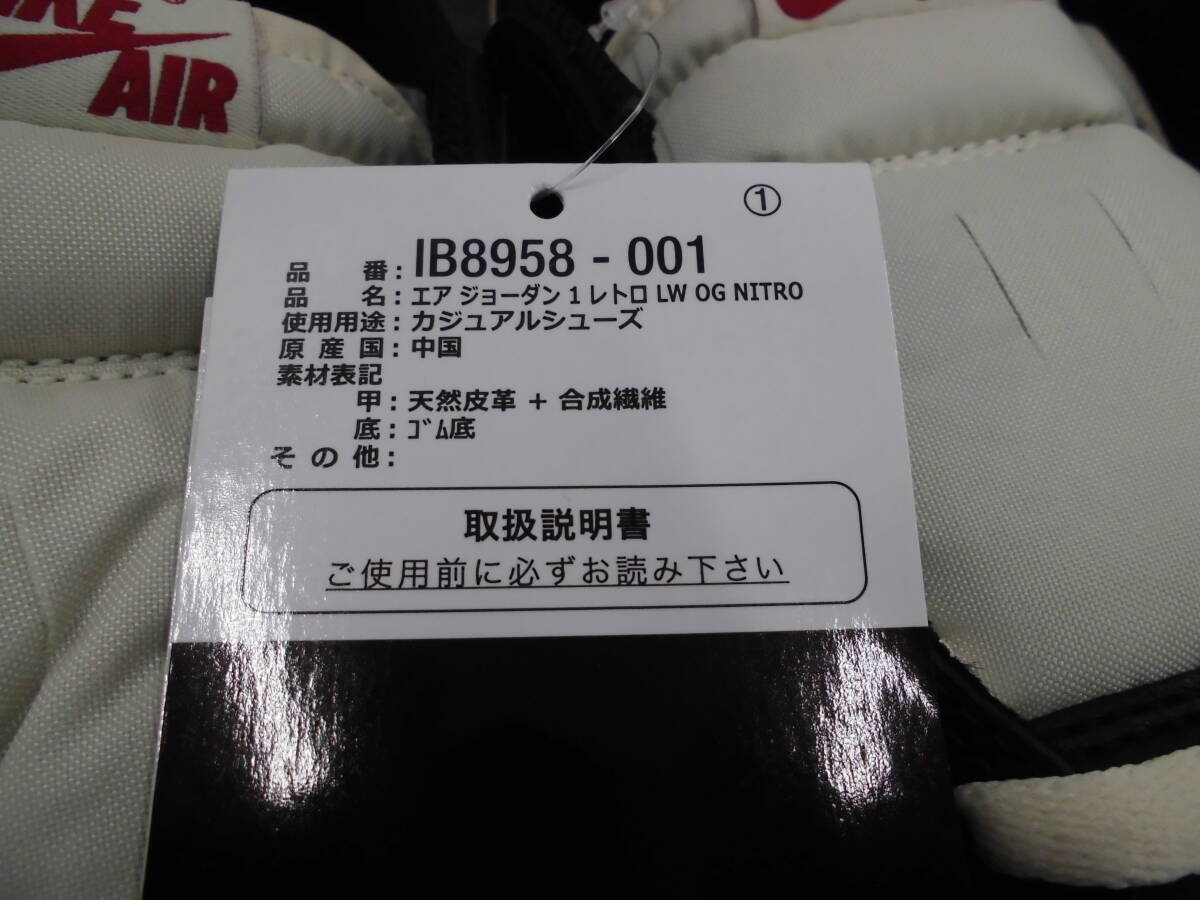 AIR
①
品 番 : IB8958 - 001
品 名 : エア ジョーダン 1 レトロ LW OG NITRO
使用用途 : カジュアルシューズ
原 産 国 : 中国
素材表記
甲 : 天然皮革 + 合成繊維
底 : ｺﾞﾑ底
そ の 他 :
取扱説明書
ご使用前に必ずお読み下さい